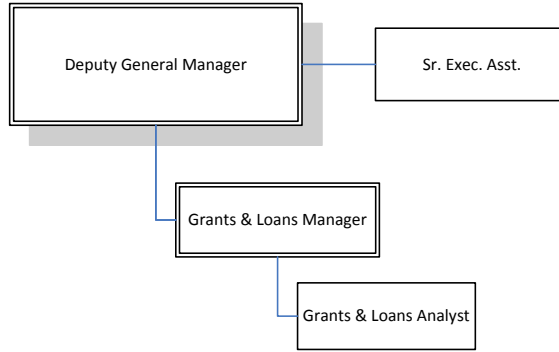 Deputy General Manager
Sr. Exec. Asst.
Grants & Loans Manager
Grants & Loans Analyst